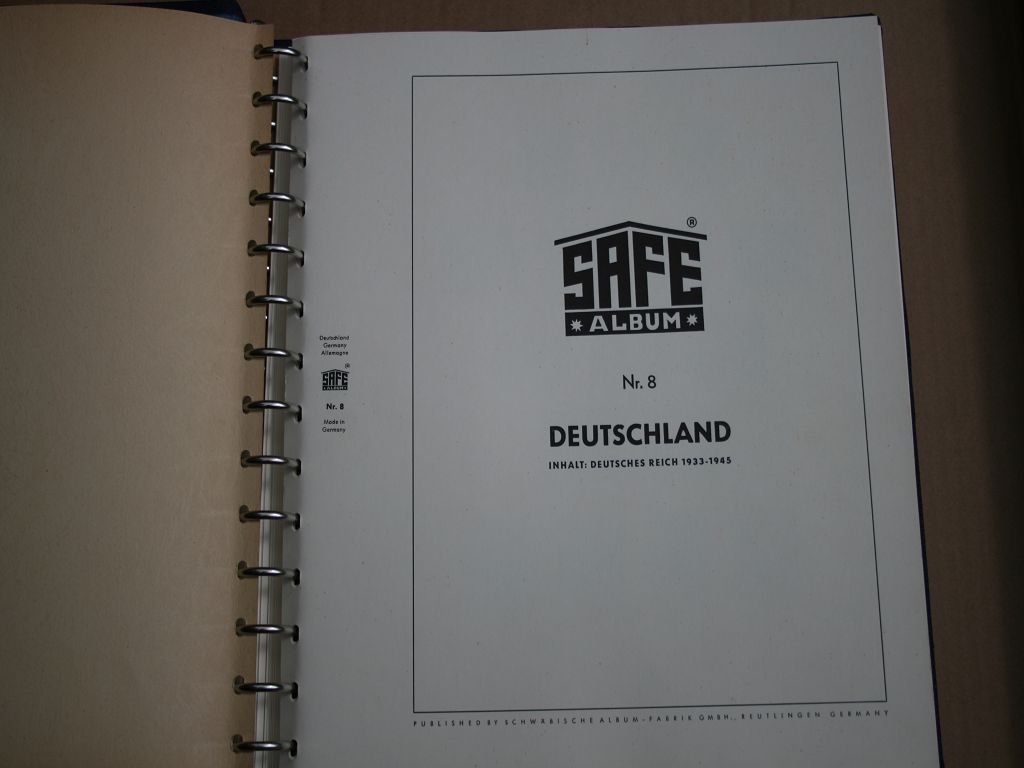 Deutschland
Germany
Allemagne
SAFE
ALBUM
®
Nr. 8
Made in
Germany
®
SAFE
ALBUM
Nr. 8
DEUTSCHLAND
INHALT: DEUTSCHES REICH 1933-1945
PUBLISHED BY SCHWÄBISCHE ALBUM-FABRIK GMBH., REUTLINGEN GERMANY